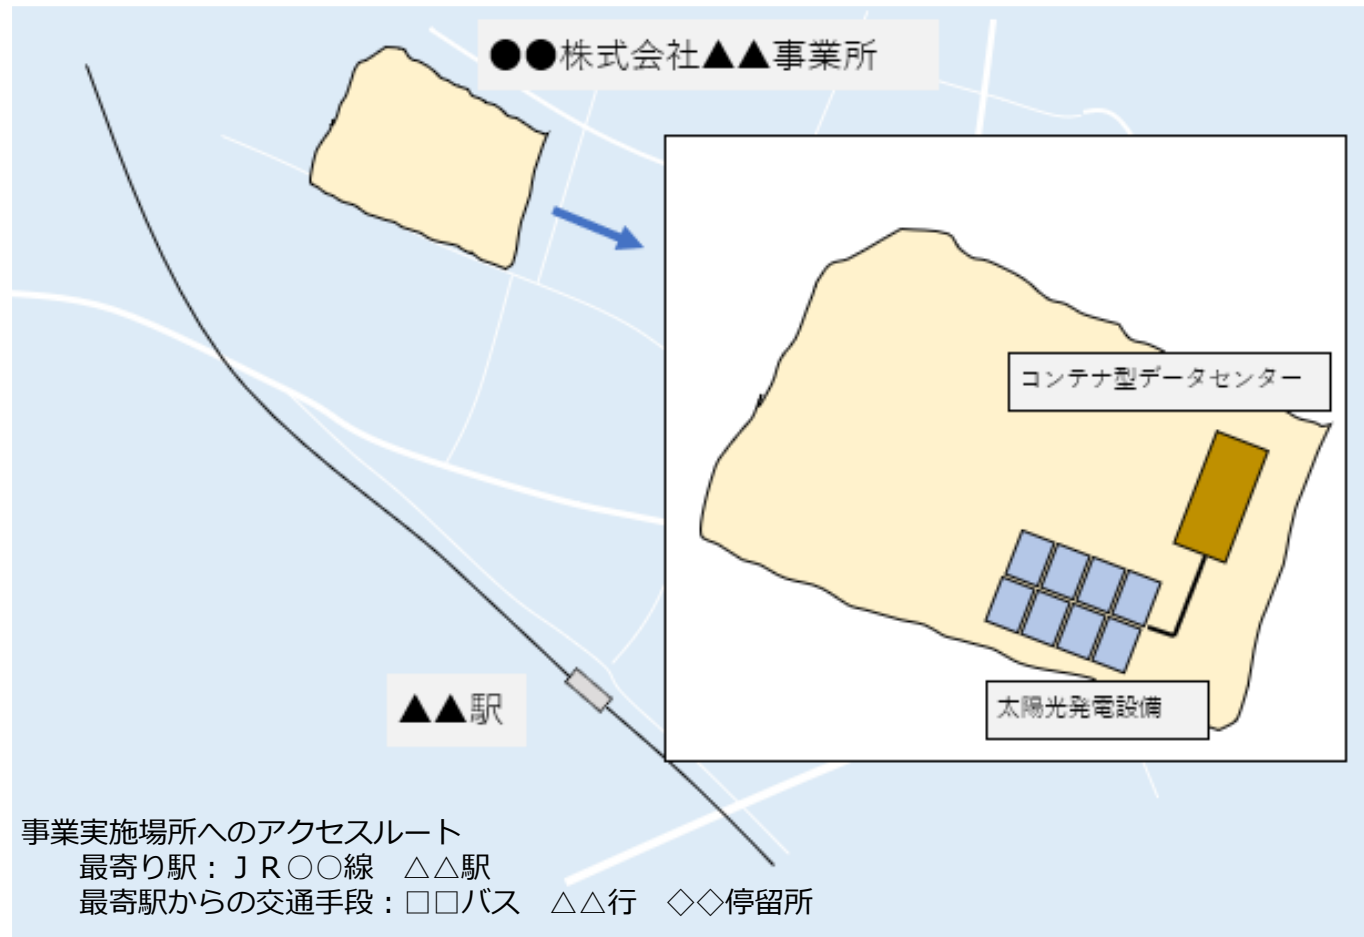 ●●株式会社▲▲事業所
コンテナ型データセンター
太陽光発電設備
▲▲駅
事業実施場所へのアクセスルート
最寄り駅：ＪＲ○○線　△△駅
最寄駅からの交通手段：□□バス　△△行　◇◇停留所